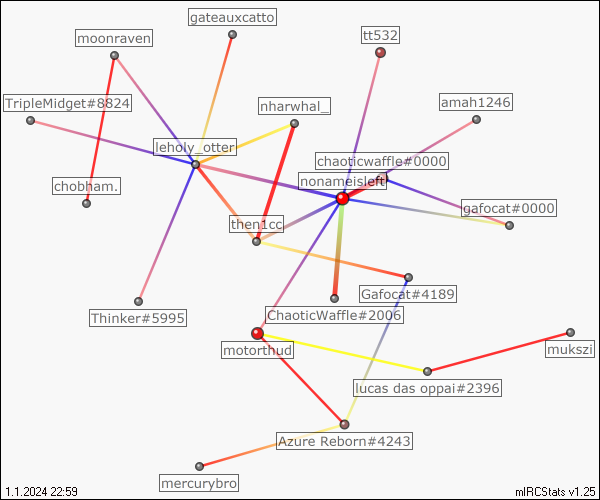 gateauxcatto
moonraven
tt532
TripleMidget#8824
nharwhal_
amah1246
leholy_otter
chaoticwaffle#0000
nonameisleft
chobham.
gafocat#0000
then1cc
Gafocat#4189
Thinker#5995
ChaoticWaffle#2006
motorthud
mukszi
lucas das oppai#2396
Azure Reborn#4243
mercurybro
1.1.2024 22:59
mIRCStats v1.25